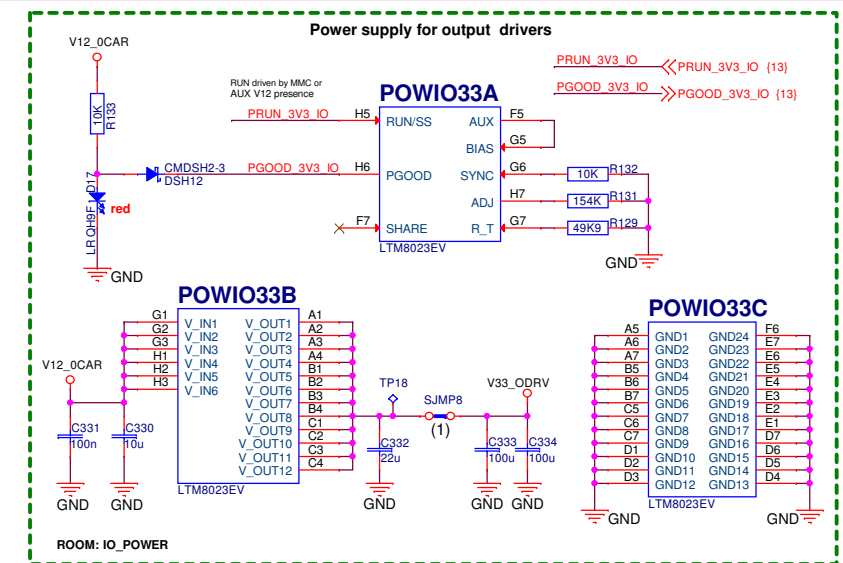 Power supply for output drivers
V12_0CAR
PRUN_3V3_IO
PRUN_3V3_IO {13}
PGOOD_3V3_IO
PGOOD_3V3_IO {13}
RUN driven by MMC or
AUX V12 presence
POWIO33A
10K
R133
PRUN_3V3_IO
H5
RUN/SS
AUX
F5
BIAS
G5
CMDSH2-3
DSH12
PGOOD_3V3_IO
H6
PGOOD
SYNC
G6
10K
R132
ADJ
H7
154K
R131
F7
SHARE
R_T
G7
49K9
R129
LTM8023EV
D17
LR QH9F
red
GND
GND
POWIO33B
G1 V_IN1 V_OUT1 A1
G2 V_IN2 V_OUT2 A2
G3 V_IN3 V_OUT3 A3
H1 V_IN4 V_OUT4 A4
H2 V_IN5 V_OUT5 B1
H3 V_IN6 V_OUT6 B2
V_OUT7 B3
V_OUT8 B4
V_OUT9 C1
V_OUT10 C2
V_OUT11 C3
V_OUT12 C4
LTM8023EV
V12_0CAR
C331
100n
C330
10u
GND
GND
TP18
SJMP8
(1)
V33_ODRV
C332
22u
C333
100u
C334
100u
GND
GND
GND
POWIO33C
A5 GND1 GND24 F6
A6 GND2 GND23 E7
A7 GND3 GND22 E6
B5 GND4 GND21 E5
B6 GND5 GND20 E4
B7 GND6 GND19 E3
C5 GND7 GND18 E2
C6 GND8 GND17 E1
C7 GND9 GND16 D7
D1 GND10 GND15 D6
D2 GND11 GND14 D5
D3 GND12 GND13 D4
LTM8023EV
GND
GND
ROOM: IO_POWER